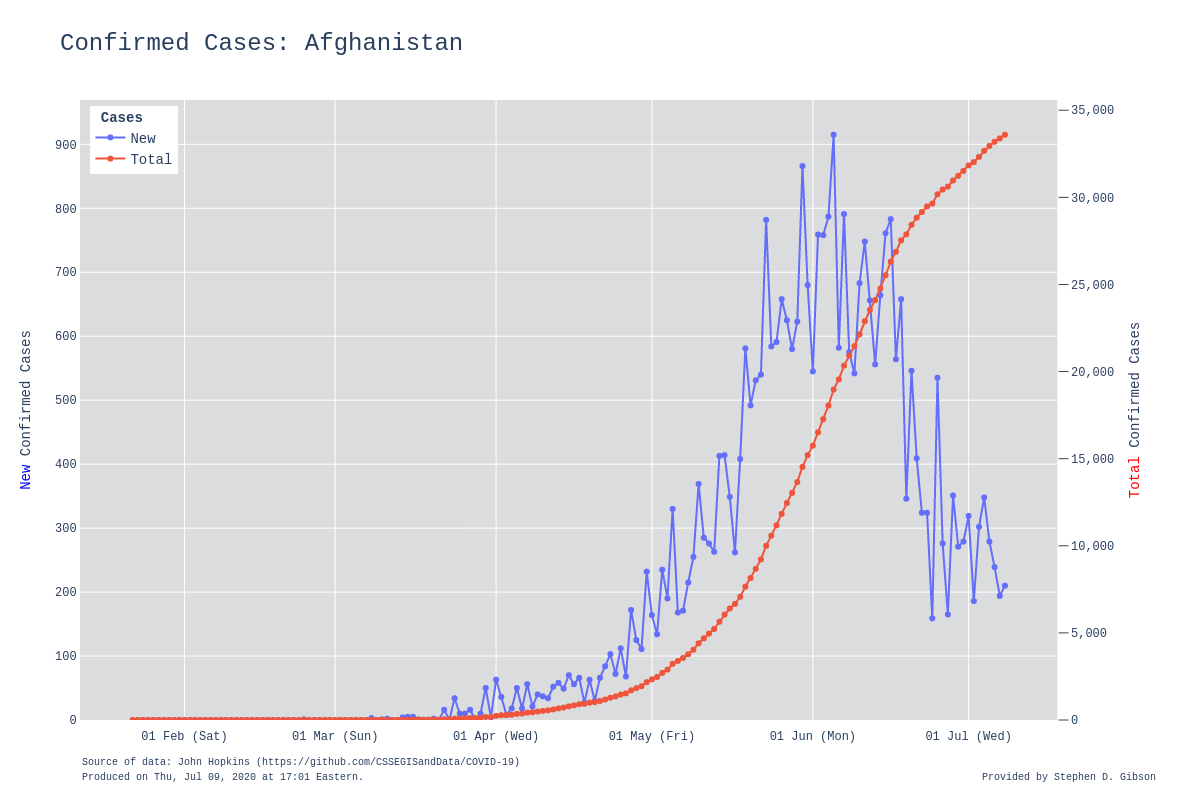 Confirmed Cases: Afghanistan
Cases
New
Total
900
800
700
600
500
400
300
200
100
0
35,000
30,000
25,000
20,000
15,000
10,000
5,000
0
New Confirmed Cases
Total Confirmed Cases
01 Feb (Sat)
01 Mar (Sun)
01 Apr (Wed)
01 May (Fri)
01 Jun (Mon)
01 Jul (Wed)
Source of data: John Hopkins (https://github.com/CSSEGISandData/COVID-19)
Produced on Thu, Jul 09, 2020 at 17:01 Eastern.
Provided by Stephen D. Gibson